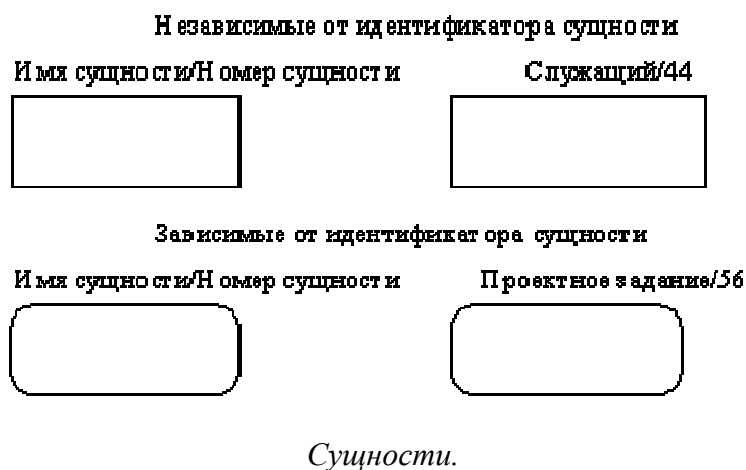 Независимые от идентификатора сущности
Имя сущности/Номер сущности Служащий/44
Зависимые от идентификатора сущности
Имя сущности/Номер сущности Проектное задание/56
Сущности.